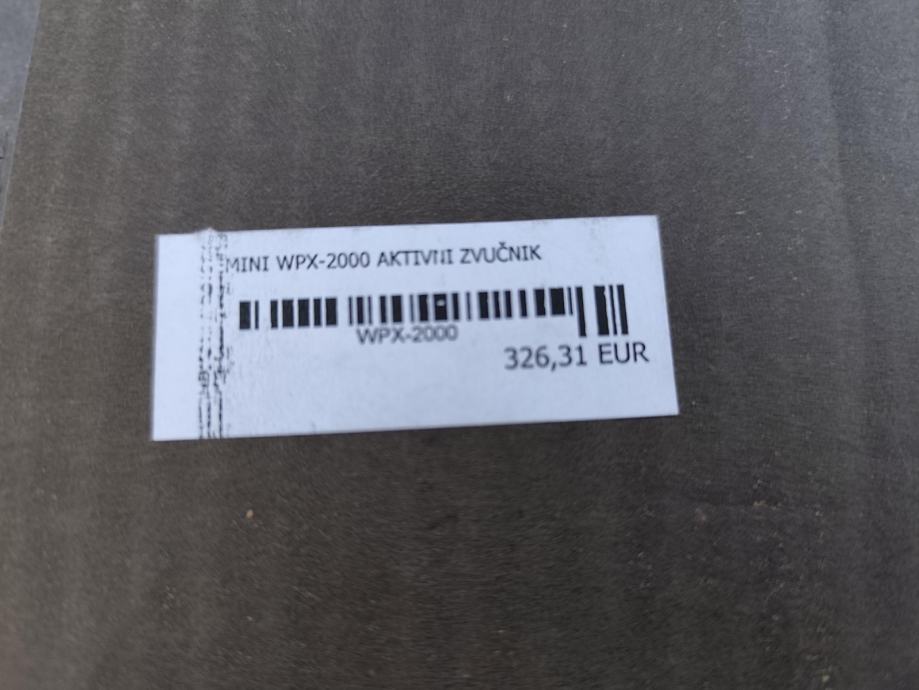 MINI WPX-2000 AKTIVNI ZVUČNIK
WPX-2000
326,31 EUR